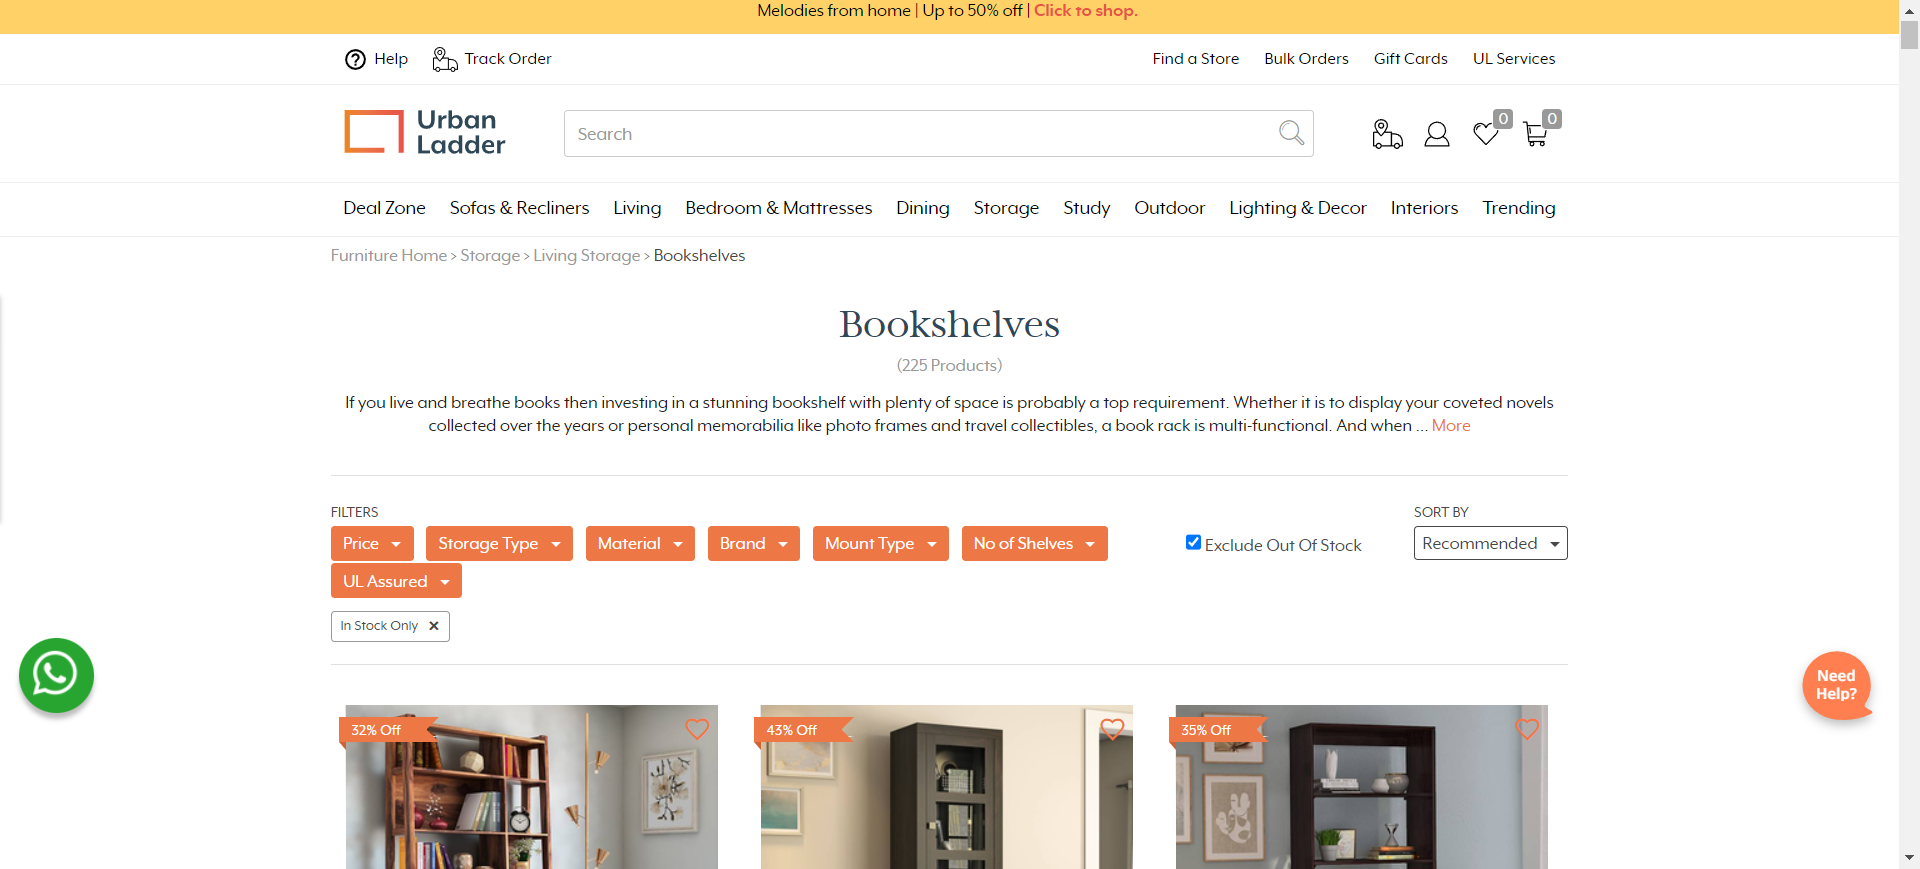 Melodies from home | Up to 50% off | Click to shop.
Help Track Order Find a Store Bulk Orders Gift Cards UL Services
Urban
Ladder
Search
0 0
Deal Zone Sofas & Recliners Living Bedroom & Mattresses Dining Storage Study Outdoor Lighting & Decor Interiors Trending
Furniture Home > Storage > Living Storage > Bookshelves
Bookshelves
(225 Products)
If you live and breathe books then investing in a stunning bookshelf with plenty of space is probably a top requirement. Whether it is to display your coveted novels
collected over the years or personal memorabilia like photo frames and travel collectibles, a book rack is multi-functional. And when ... More
FILTERS SORT BY
Price Storage Type Material Brand Mount Type No of Shelves Exclude Out Of Stock Recommended
UL Assured
In Stock Only ×
Need
Help?
32% Off 43% Off 35% Off